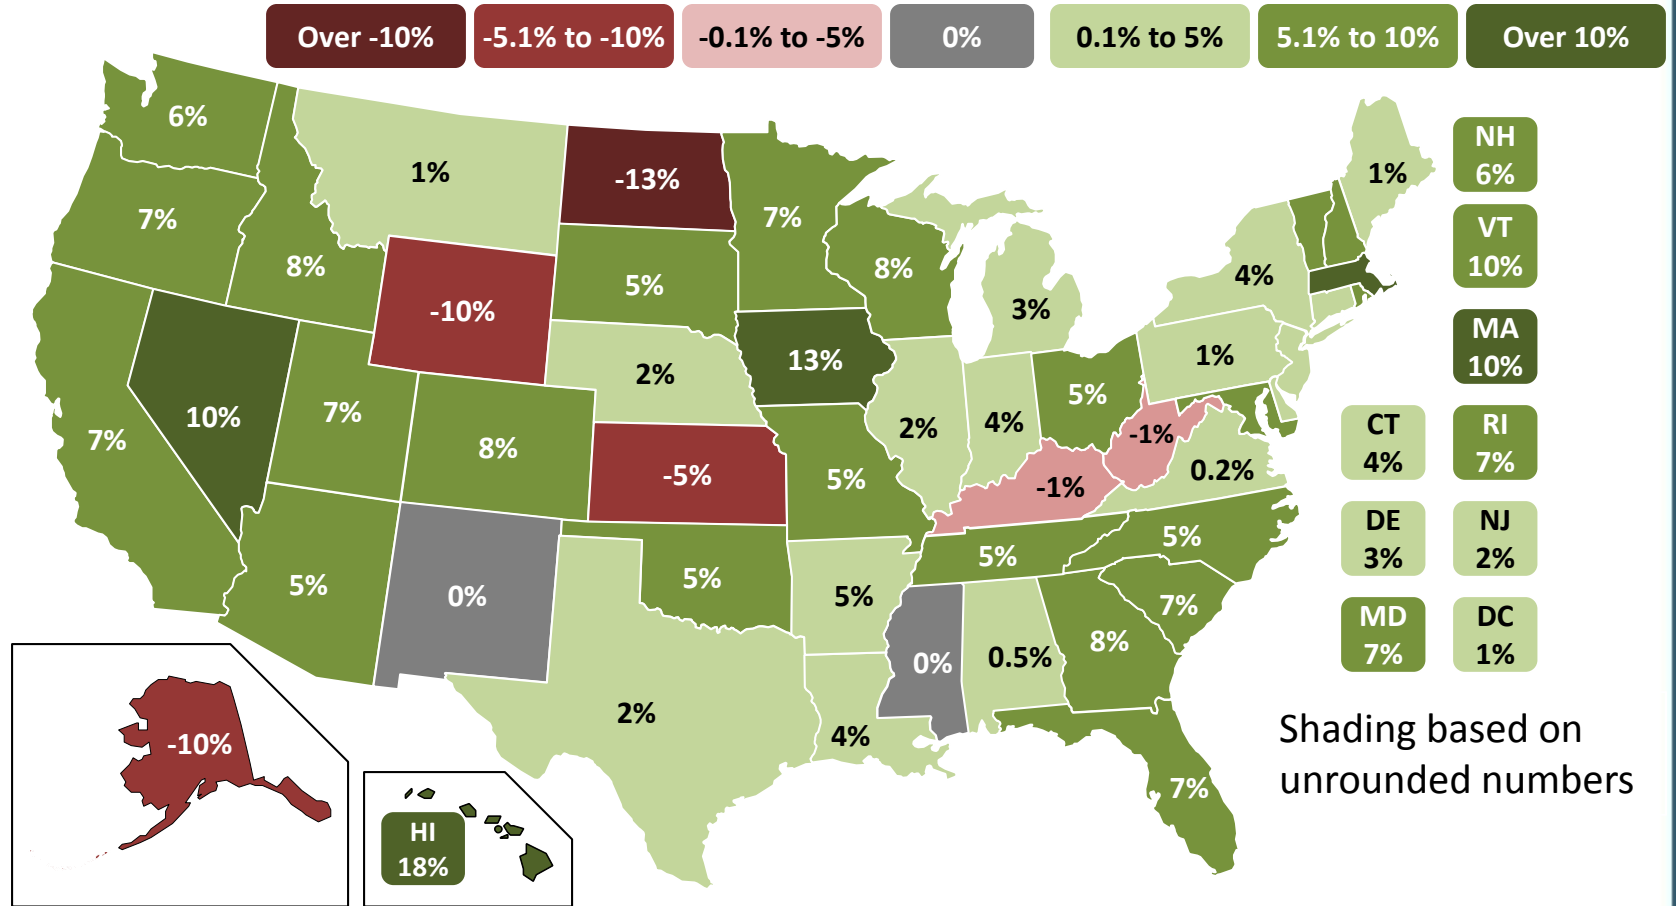 Over -10%
-5.1% to -10%
-0.1% to -5%
0%
0.1% to 5%
5.1% to 10%
Over 10%
6%
1%
-13%
7%
1%
NH
6%
7%
8%
-10%
5%
8%
4%
VT
10%
3%
7%
10%
7%
8%
2%
13%
1%
MA
10%
-5%
5%
2%
4%
5%
-1%
-1%
0.2%
CT
4%
RI
7%
5%
0%
5%
5%
5%
5%
DE
3%
NJ
2%
7%
0%
0.5%
8%
MD
7%
DC
1%
2%
4%
7%
-10%
HI
18%
Shading based on
unrounded numbers